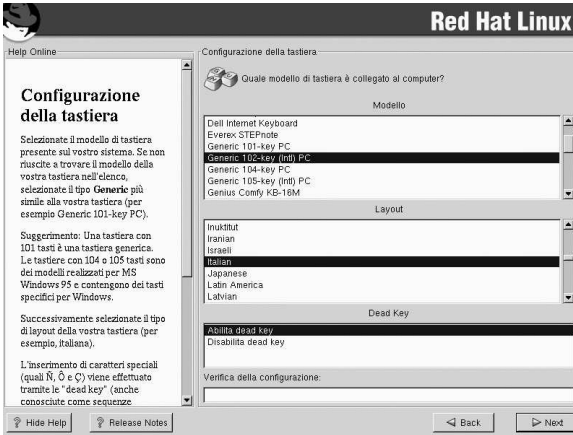 Red Hat Linux
Help Online
Configurazione
della tastiera
Selezionate il modello di tastiera
presente sul vostro sistema. Se non
riuscite a trovare il modello della
vostra tastiera nell'elenco,
selezionate il tipo Generic più
simile alla vostra tastiera (per
esempio Generic 101-key PC).
Suggerimento: Una tastiera con
101 tasti è una tastiera generica.
Le tastiere con 104 o 105 tasti sono
dei modelli realizzati per MS
Windows 95 e contengono dei tasti
specifici per Windows.
Successivamente selezionate il tipo
di layout della vostra tastiera (per
esempio, italiana).
L'inserimento di caratteri speciali
(quali Ñ, Ô e Ç) viene effettuato
tramite le "dead key" (anche
conosciute come sequenze
Configurazione della tastiera
Quale modello di tastiera è collegato al computer?
Modello
Dell Internet Keyboard
Everex STEPnote
Generic 101-key PC
Generic 102-key (Intl) PC
Generic 104-key PC
Generic 105-key (Intl) PC
Genius Comfy KB-16M
Layout
Inuktitut
Iranian
Israeli
Italian
Japanese
Latin America
Latvian
Dead Key
Abilita dead key
Disabilita dead key
Verifica della configurazione:
Hide Help
Release Notes
Back
Next